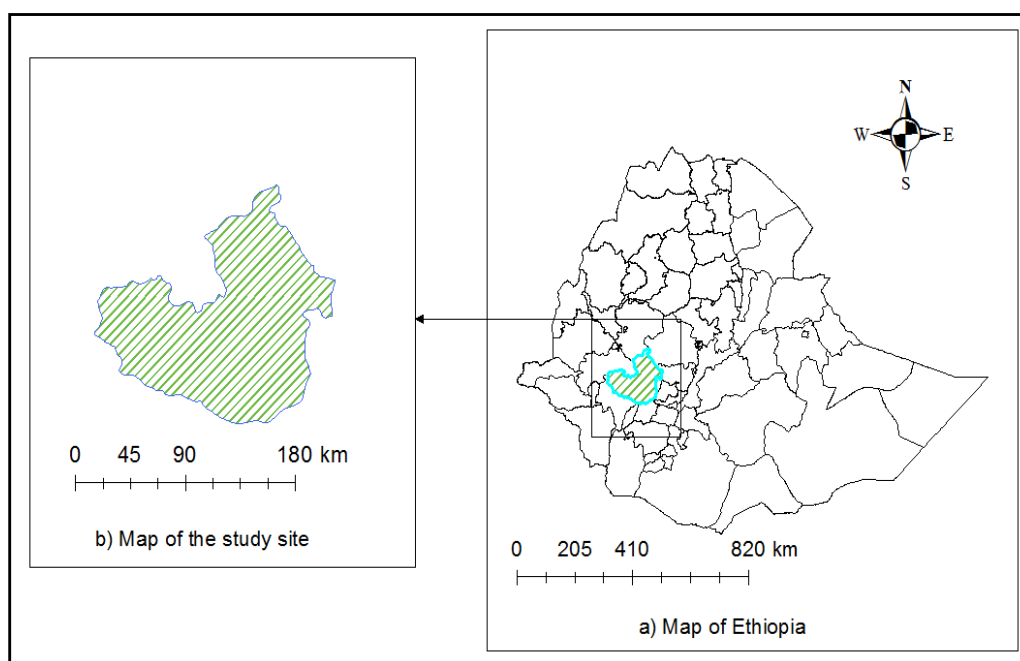 N
W E
S
0 45 90 180 km
b) Map of the study site
0 205 410 820 km
a) Map of Ethiopia